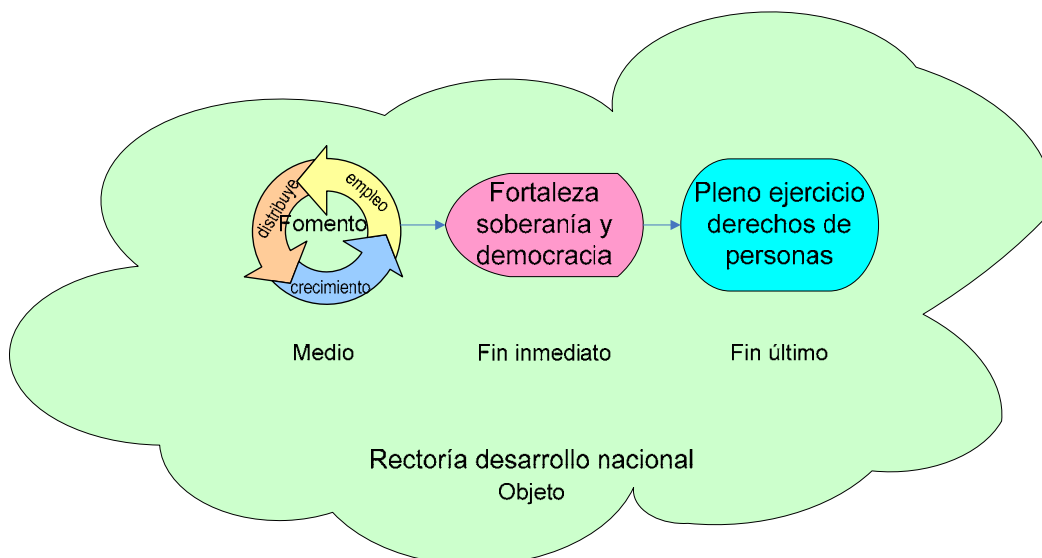 distribuye
empleo
Fomento
crecimiento
Fortaleza
soberanía y
democracia
Pleno ejercicio
derechos de
personas
Medio
Fin inmediato
Fin último
Rectoría desarrollo nacional
Objeto